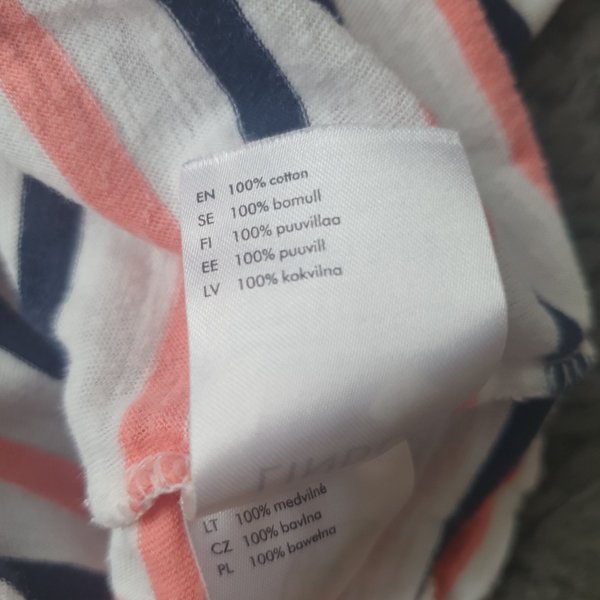 EN 100% cotton
SE 100% bomull
FI 100% puuvillaa
EE 100% puuvill
LV 100% kokvilna
LT 100% medvilnė
CZ 100% bavlna
PL 100% bawełna